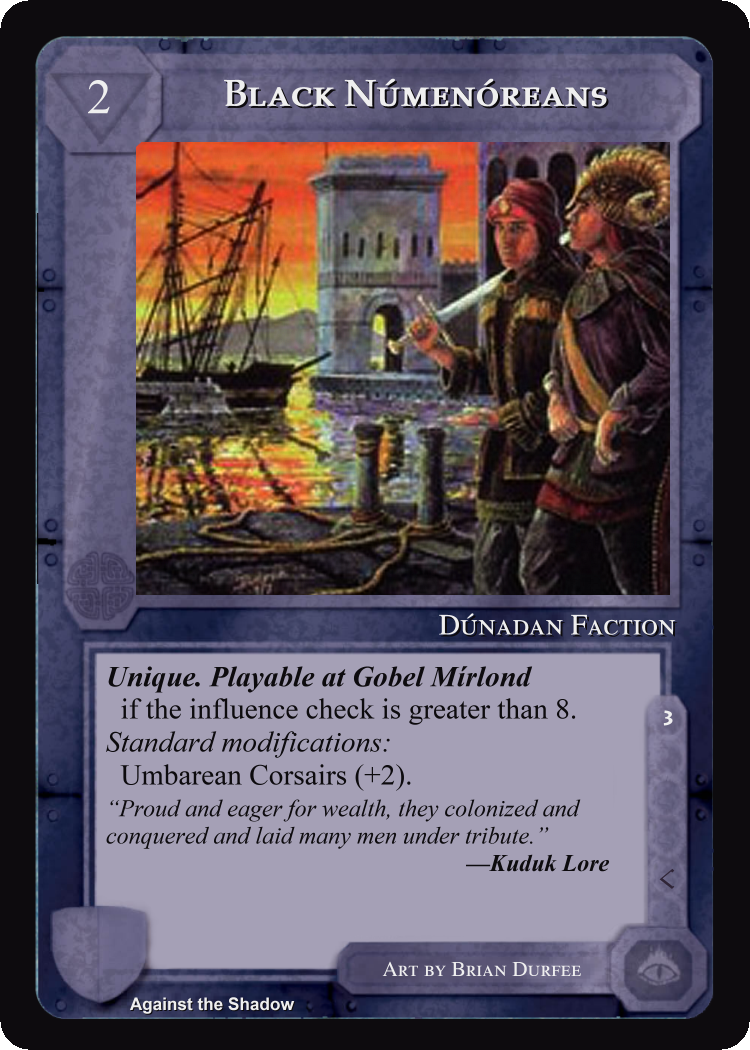 2
Black Númenóreans
Dúnadan Faction
Unique. Playable at Gobel Mírlond
if the influence check is greater than 8.
Standard modifications:
Umbarean Corsairs (+2).
“Proud and eager for wealth, they colonized and
conquered and laid many men under tribute.”
—Kuduk Lore
3
<
Art by Brian Durfee
Against the Shadow